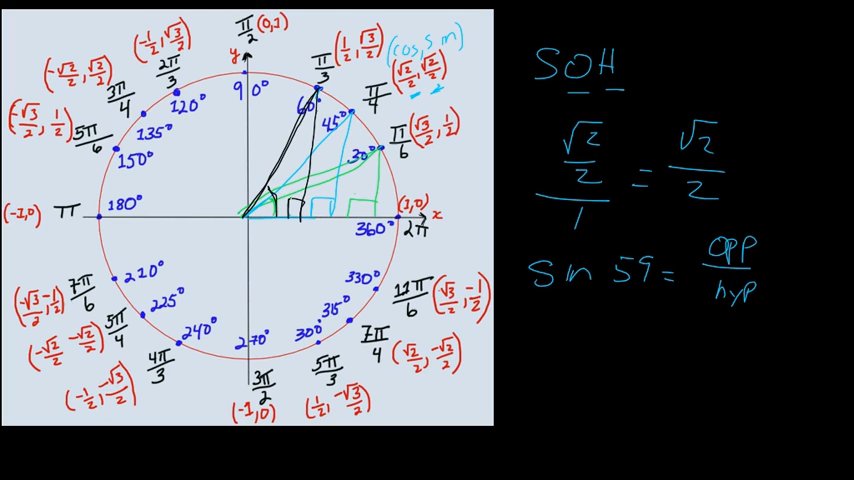 π/2 (0,1)
y
(-1/2, √3/2)
2π/3
(-√2/2, √2/2)
3π/4
(-√3/2, 1/2)
5π/6
(-1,0) π
90°
120°
135°
150°
180°
π/3 (1/2, √3/2)
(cos, sin)
π/4 (√2/2, √2/2)
π/6 (√3/2, 1/2)
60°
45°
30°
(1,0)
x
360° 2π
210°
225°
240°
270°
300°
315°
330°
7π/6 (-√3/2, -1/2)
5π/4 (-√2/2, -√2/2)
4π/3 (-1/2, -√3/2)
3π/2
(-1,0)
5π/3
(1/2, -√3/2)
7π/4 (√2/2, -√2/2)
11π/6 (√3/2, -1/2)
SOH
(√2/2)/1 = √2/2
sin 59 = opp/hyp